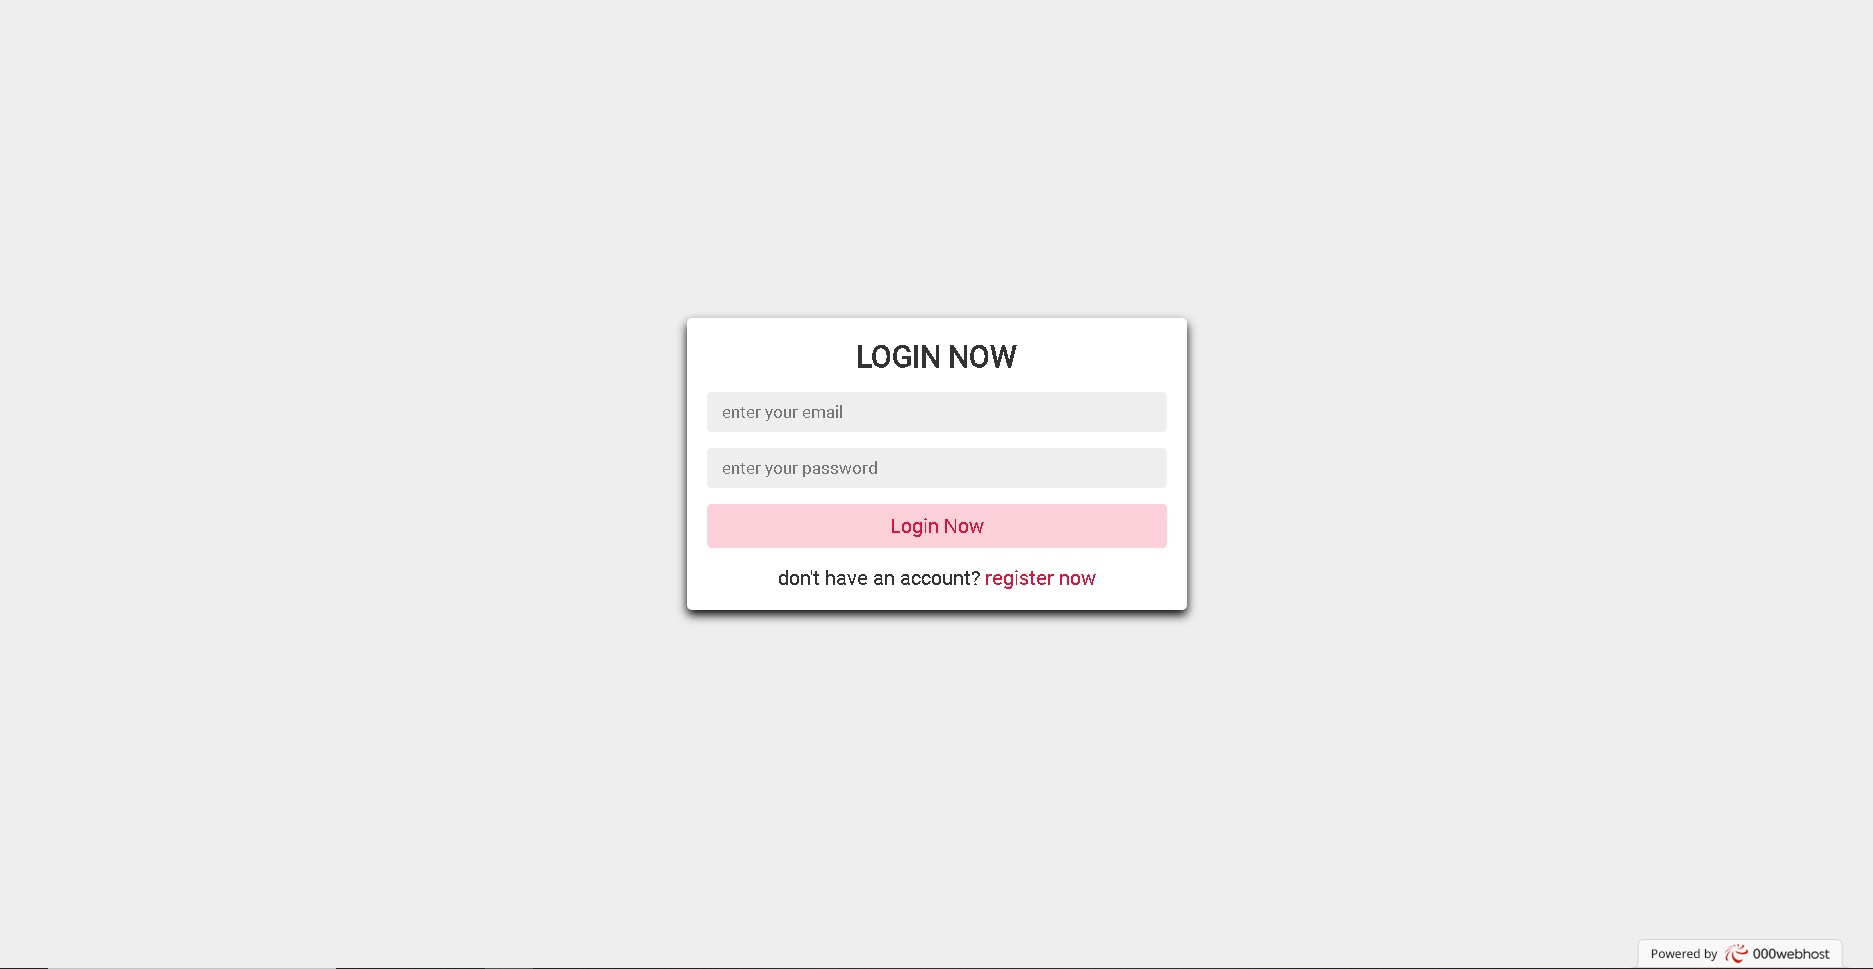 LOGIN NOW
enter your email
enter your password
Login Now
don't have an account? register now
Powered by 000webhost